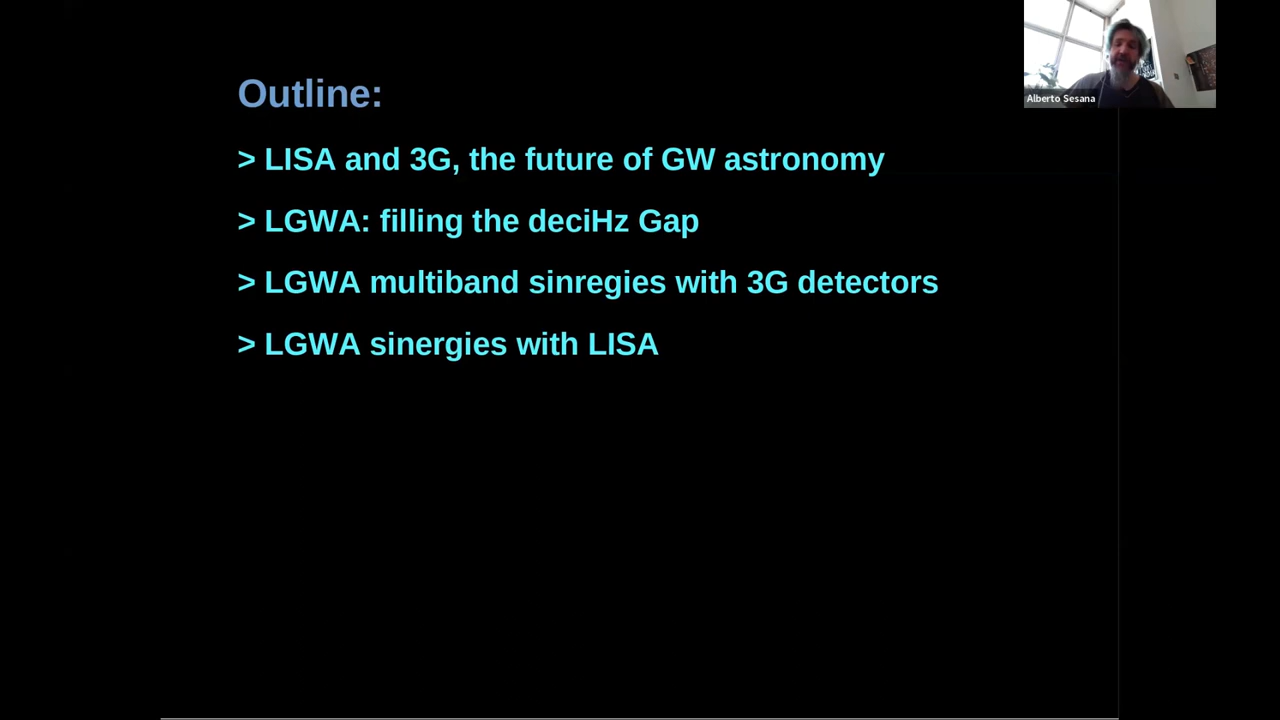 Outline:
> LISA and 3G, the future of GW astronomy
> LGWA: filling the deciHz Gap
> LGWA multiband sinregies with 3G detectors
> LGWA sinergies with LISA
Alberto Sesana